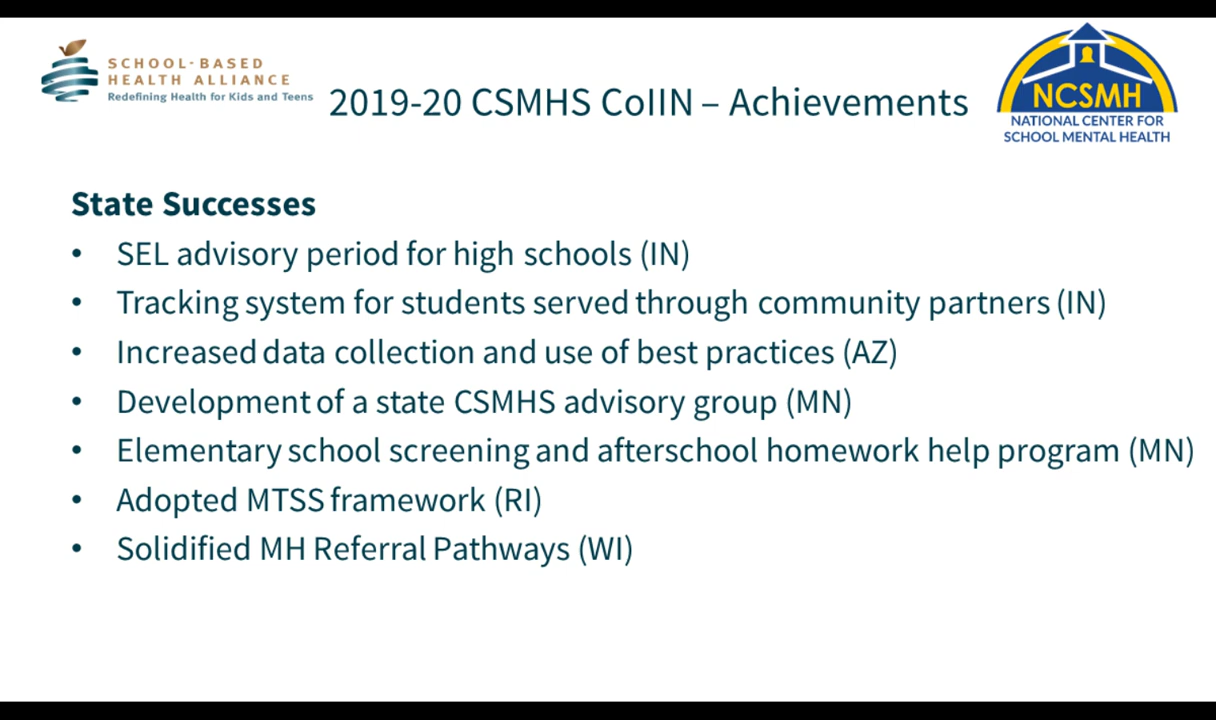 SCHOOL-BASED
HEALTH ALLIANCE
Redefining Health for Kids and Teens
2019-20 CSMHS CoIIN – Achievements
NCSMH
NATIONAL CENTER FOR
SCHOOL MENTAL HEALTH
State Successes
• SEL advisory period for high schools (IN)
• Tracking system for students served through community partners (IN)
• Increased data collection and use of best practices (AZ)
• Development of a state CSMHS advisory group (MN)
• Elementary school screening and afterschool homework help program (MN)
• Adopted MTSS framework (RI)
• Solidified MH Referral Pathways (WI)